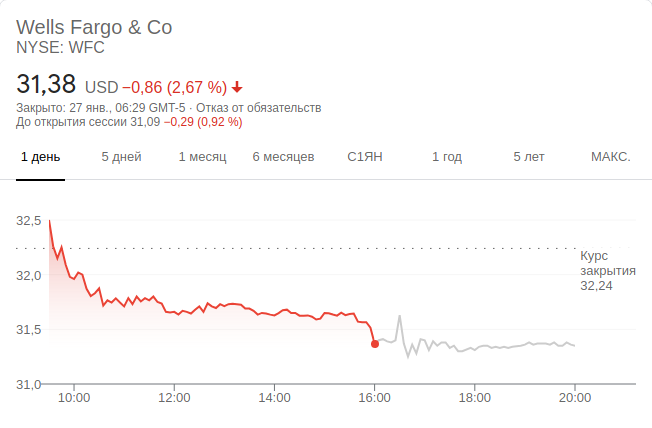 Wells Fargo & Co
NYSE: WFC
31,38 USD −0,86 (2,67 %)
Закрыто: 27 янв., 06:29 GMT-5 · Отказ от обязательств
До открытия сессии 31,09 −0,29 (0,92 %)
1 день 5 дней 1 месяц 6 месяцев С1ЯН 1 год 5 лет МАКС.
32,5
Курс
закрытия
32,24
32,0
31,5
31,0
10:00 12:00 14:00 16:00 18:00 20:00